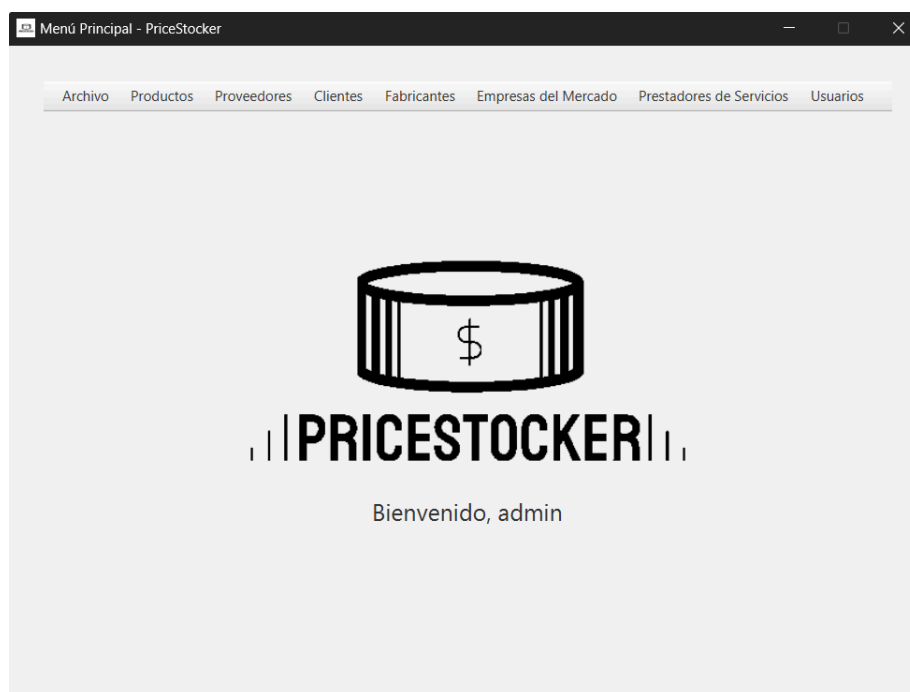 Menú Principal - PriceStocker
Archivo Productos Proveedores Clientes Fabricantes Empresas del Mercado Prestadores de Servicios Usuarios
$
PRICESTOCKER
Bienvenido, admin